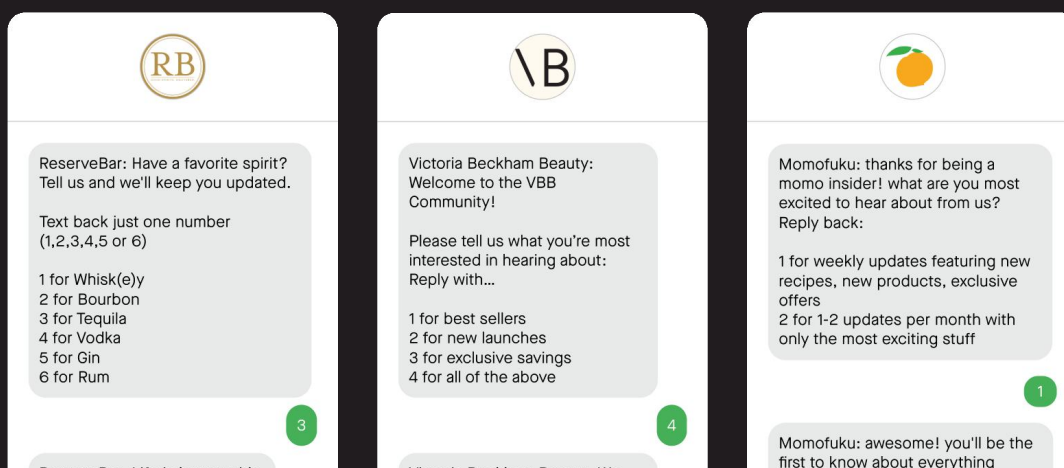 RB
ReserveBar: Have a favorite spirit?
Tell us and we'll keep you updated.
Text back just one number
(1,2,3,4,5 or 6)
1 for Whisk(e)y
2 for Bourbon
3 for Tequila
4 for Vodka
5 for Gin
6 for Rum
3
\B
Victoria Beckham Beauty:
Welcome to the VBB
Community!
Please tell us what you're most
interested in hearing about:
Reply with...
1 for best sellers
2 for new launches
3 for exclusive savings
4 for all of the above
4
Momofuku: thanks for being a
momo insider! what are you most
excited to hear about from us?
Reply back:
1 for weekly updates featuring new
recipes, new products, exclusive
offers
2 for 1-2 updates per month with
only the most exciting stuff
1
Momofuku: awesome! you'll be the
first to know about everything